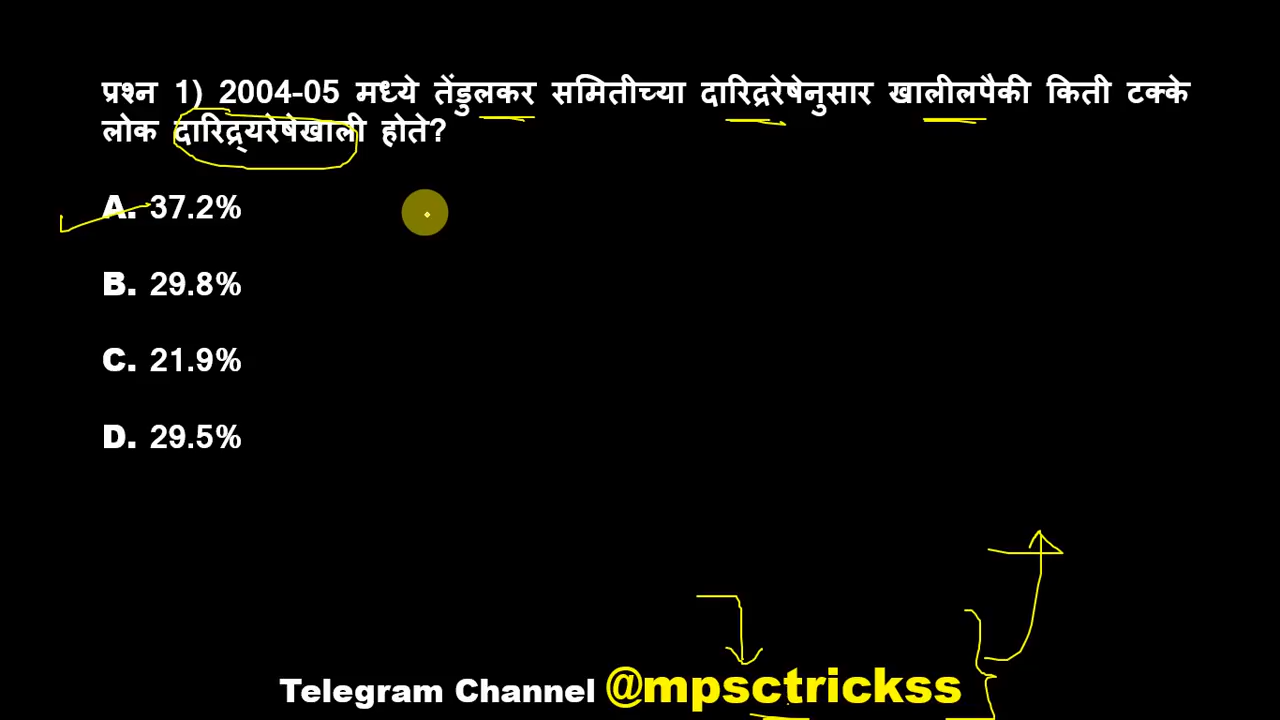 प्रश्न 1) 2004-05 मध्ये तेंडुलकर समितीच्या दारिद्ररेषेनुसार खालीलपैकी किती टक्के
लोक दारिद्र्यरेषेखाली होते?
A. 37.2%
B. 29.8%
C. 21.9%
D. 29.5%
Telegram Channel @mpsctrickss